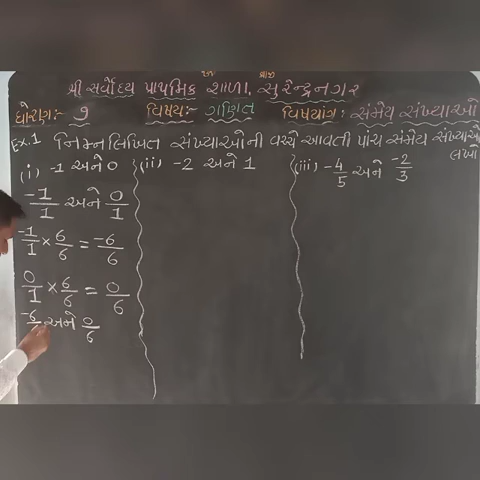 શ્રી સર્વોદય પ્રાથમિક શાળા, સુરેન્દ્રનગર
ધોરણ:- ૭ વિષય:- ગણિત વિષયાંગ:- સંમેય સંખ્યાઓ
Ex.1 નિમ્નલિખિત સંખ્યાઓની વચ્ચે આવતી પાંચ સંમેય સંખ્યાઓ લખો
(i) -1 અને 0
-1/1 અને 0/1
-1/1 × 6/6 = -6/6
0/1 × 6/6 = 0/6
-6/ અને 0/6
(ii) -2 અને 1
(iii) -4/5 અને -2/3